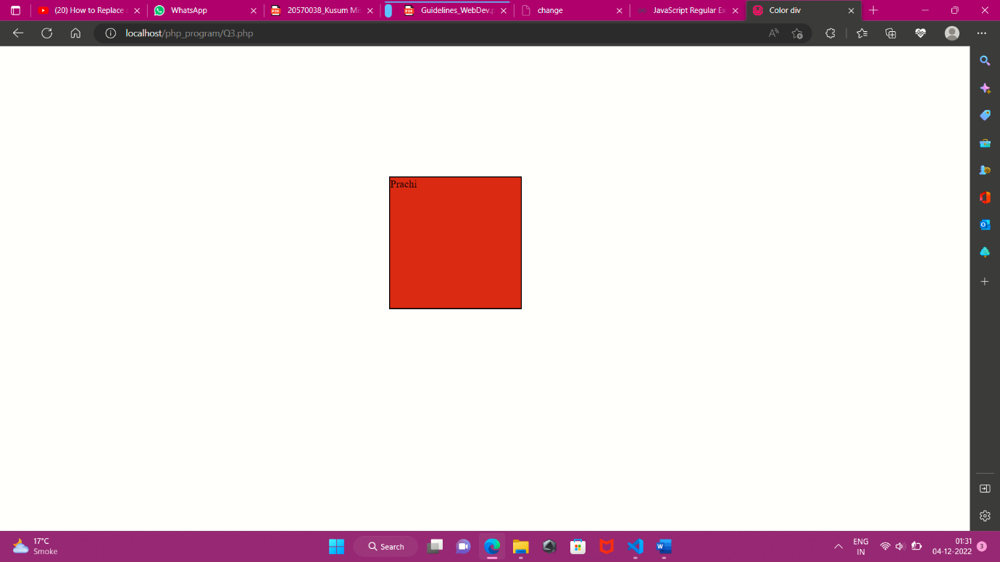 (20) How to Replace
WhatsApp
20570038_Kusum Mis
Guidelines_WebDev.p
change
JavaScript Regular Ex
Color div
localhost/php_program/Q3.php
Prachi
17°C
Smoke
Search
ENG
IN
01:31
04-12-2022
3